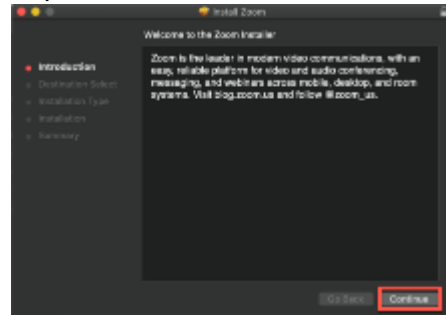 Install Zoom
Welcome to the Zoom Installer
Introduction
Destination Select
Installation Type
Installation
Summary
Zoom is the leader in modern video communications, with an
easy, reliable platform for video and audio conferencing,
messaging, and webinars across mobile, desktop, and room
systems. Visit blog.zoom.us and follow @zoom_us.
Go Back
Continue